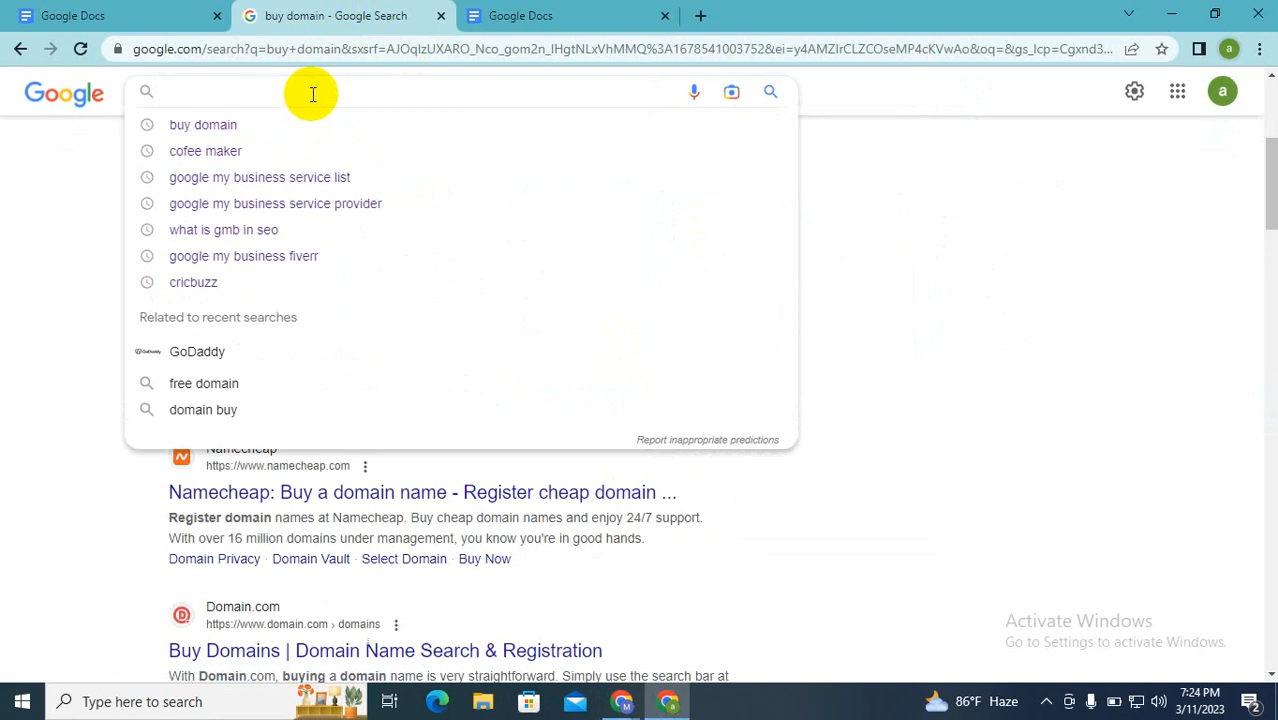 Google Docs
buy domain - Google Search
Google Docs
google.com/search?q=buy+domain&sxsrf=AJOqlzUXARO_Nco_gom2n_IHgtNLxVhMMQ%3A1678541003752&ei=y4AMZIrCLZCOseMP4cKVwAo&oq=&gs_lcp=Cgxnd3...
a
Google
a
buy domain
cofee maker
google my business service list
google my business service provider
what is gmb in seo
google my business fiverr
cricbuzz
Related to recent searches
GoDaddy
GoDaddy
free domain
domain buy
Report inappropriate predictions
Namecheap
https://www.namecheap.com
Namecheap: Buy a domain name - Register cheap domain ...
Register domain names at Namecheap. Buy cheap domain names and enjoy 24/7 support.
With over 16 million domains under management, you know you're in good hands.
Domain Privacy · Domain Vault · Select Domain · Buy Now
Domain.com
https://www.domain.com › domains
Buy Domains | Domain Name Search & Registration
With Domain.com, buying a domain name is very straightforward. Simply use the search bar at
Activate Windows
Go to Settings to activate Windows.
Type here to search
86°F Haze
7:24 PM
3/11/2023
2